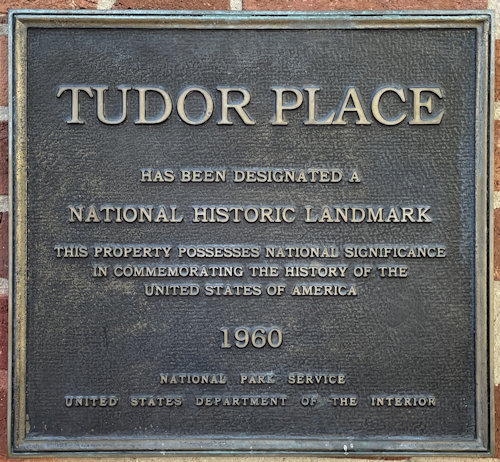 TUDOR PLACE
HAS BEEN DESIGNATED A
NATIONAL HISTORIC LANDMARK
THIS PROPERTY POSSESSES NATIONAL SIGNIFICANCE
IN COMMEMORATING THE HISTORY OF THE
UNITED STATES OF AMERICA
1960
NATIONAL PARK SERVICE
UNITED STATES DEPARTMENT OF THE INTERIOR